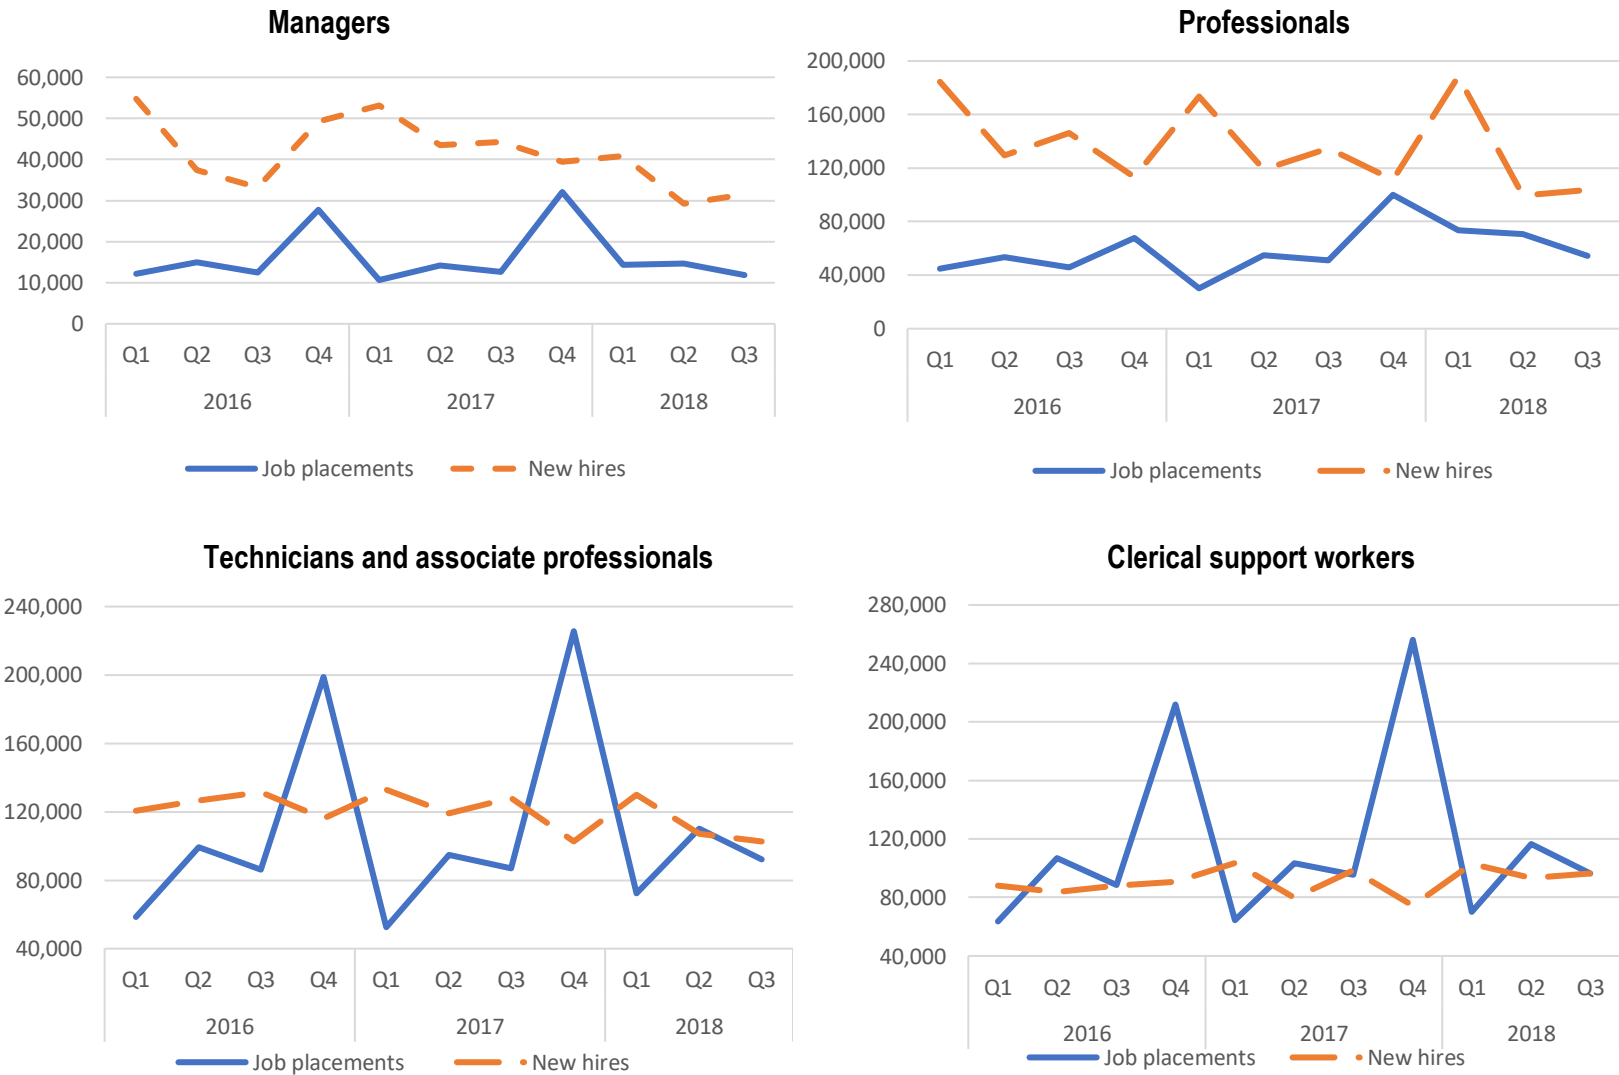 Managers
60,000
50,000
40,000
30,000
20,000
10,000
0
Q1 Q2 Q3 Q4 Q1 Q2 Q3 Q4 Q1 Q2 Q3
2016 2017 2018
Job placements New hires
Professionals
200,000
160,000
120,000
80,000
40,000
0
Q1 Q2 Q3 Q4 Q1 Q2 Q3 Q4 Q1 Q2 Q3
2016 2017 2018
Job placements New hires
Technicians and associate professionals
240,000
200,000
160,000
120,000
80,000
40,000
Q1 Q2 Q3 Q4 Q1 Q2 Q3 Q4 Q1 Q2 Q3
2016 2017 2018
Job placements New hires
Clerical support workers
280,000
240,000
200,000
160,000
120,000
80,000
40,000
Q1 Q2 Q3 Q4 Q1 Q2 Q3 Q4 Q1 Q2 Q3
2016 2017 2018
Job placements New hires